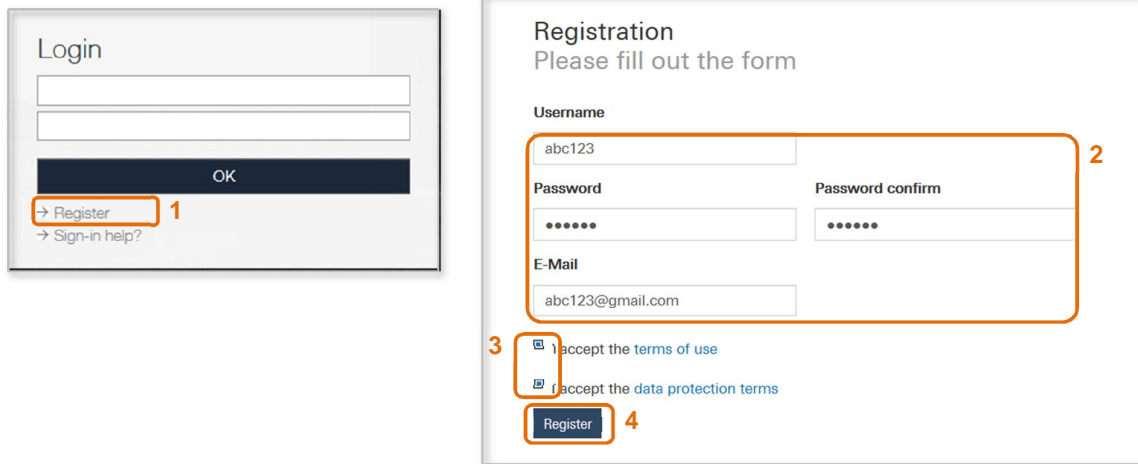 Login
OK
→ Register
1
→ Sign-in help?
Registration
Please fill out the form
Username
abc123
2
Password Password confirm
•••••• ••••••
E-Mail
abc123@gmail.com
3
I accept the terms of use
I accept the data protection terms
Register
4